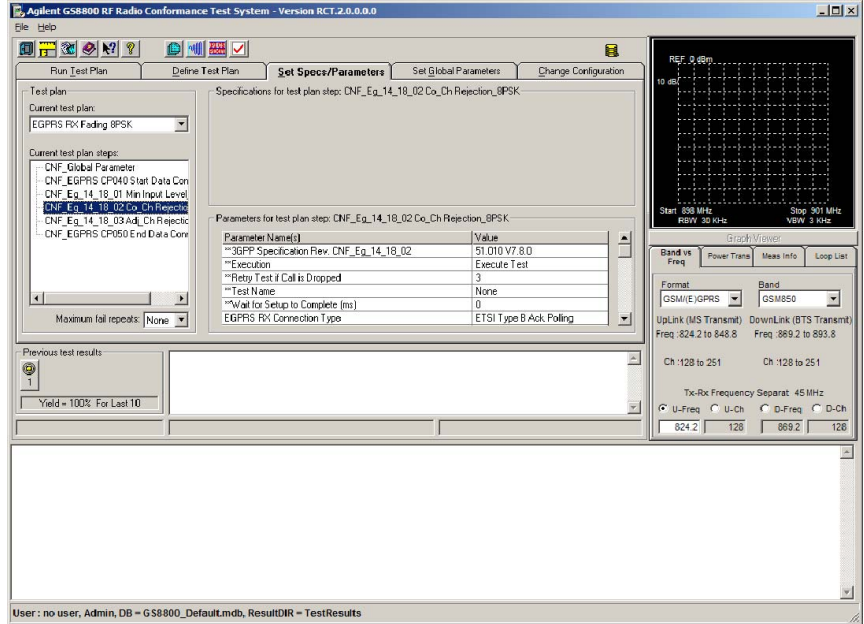 Agilent GS8800 RF Radio Conformance Test System - Version RCT.2.0.0.0.0
File Help
Run Test Plan
Define Test Plan
Set Specs/Parameters
Set Global Parameters
Change Configuration
Test plan
Current test plan:
EGPRS RX Fading 8PSK
Current test plan steps:
CNF_Global Parameter
CNF_EGPRS CP040 Start Data Con
CNF_Eg_14_18_01 Min Input Level_
CNF_Eg_14_18_02 Co_Ch Rejectio
CNF_Eg_14_18_03 Adj_Ch Rejectio
CNF_EGPRS CP050 End Data Conn
Maximum fail repeats: None
Specifications for test plan step: CNF_Eg_14_18_02 Co_Ch Rejection_8PSK
Parameters for test plan step: CNF_Eg_14_18_02 Co_Ch Rejection_8PSK
Parameter Name(s) Value
**3GPP Specification Rev. CNF_Eg_14_18_02 51.010 V7.8.0
**Execution Execute Test
**Retry Test if Call is Dropped 3
**Test Name None
**Wait for Setup to Complete (ms) 0
EGPRS RX Connection Type ETSI Type B Ack Polling
Previous test results
1
Yield = 100% For Last 10
REF 0 dBm
10 dB/
Start 898 MHz Stop 901 MHz
RBW 30 KHz VBW 3 KHz
Graph Viewer
Band vs Freq
Power Trans
Meas Info
Loop List
Format Band
GSM/(E)GPRS GSM850
UpLink (MS Transmit) DownLink (BTS Transmit)
Freq :824.2 to 848.8 Freq :869.2 to 893.8
Ch :128 to 251 Ch :128 to 251
Tx-Rx Frequency Separat 45 MHz
U-Freq U-Ch D-Freq D-Ch
824.2 128 869.2 128
User : no user, Admin, DB = GS8800_Default.mdb, ResultDIR = TestResults